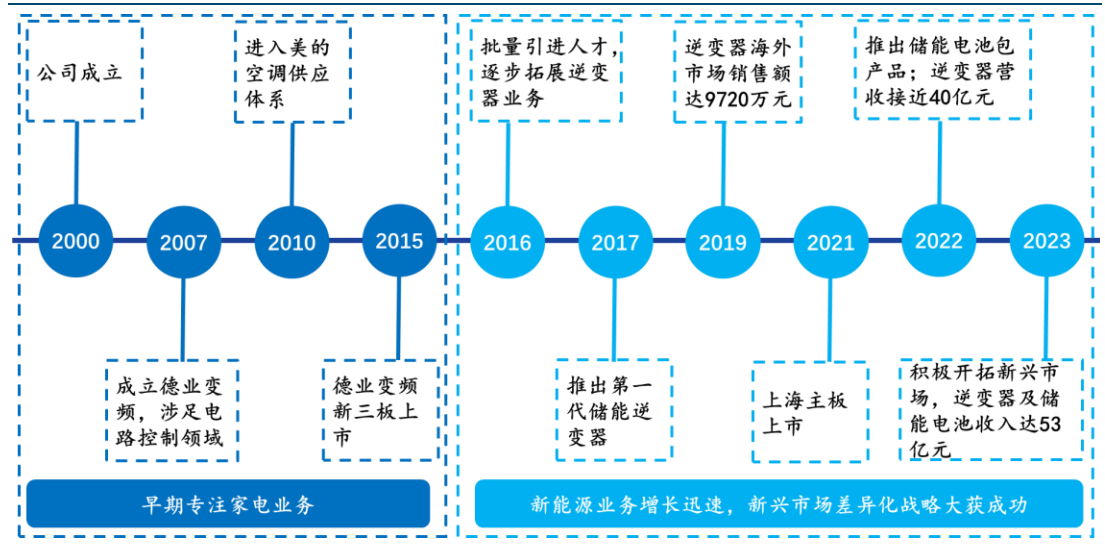 公司成立
进入美的
空调供应
体系
批量引进人才，
逐步拓展逆变
器业务
逆变器海外
市场销售额
达9720万元
推出储能电池包
产品；逆变器营
收接近40亿元
2000
2007
2010
2015
2016
2017
2019
2021
2022
2023
成立德业变
频，涉足电
路控制领域
德业变频
新三板上
市
推出第一
代储能逆
变器
上海主板
上市
积极开拓新兴市
场，逆变器及储
能电池收入达53
亿元
早期专注家电业务
新能源业务增长迅速，新兴市场差异化战略大获成功